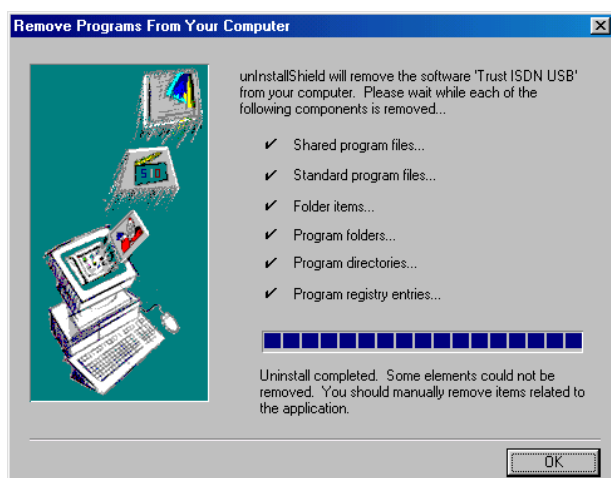 Remove Programs From Your Computer
unInstallShield will remove the software 'Trust ISDN USB'
from your computer. Please wait while each of the
following components is removed...
Shared program files...
Standard program files...
Folder items...
Program folders...
Program directories...
Program registry entries...
Uninstall completed. Some elements could not be
removed. You should manually remove items related to
the application.
OK